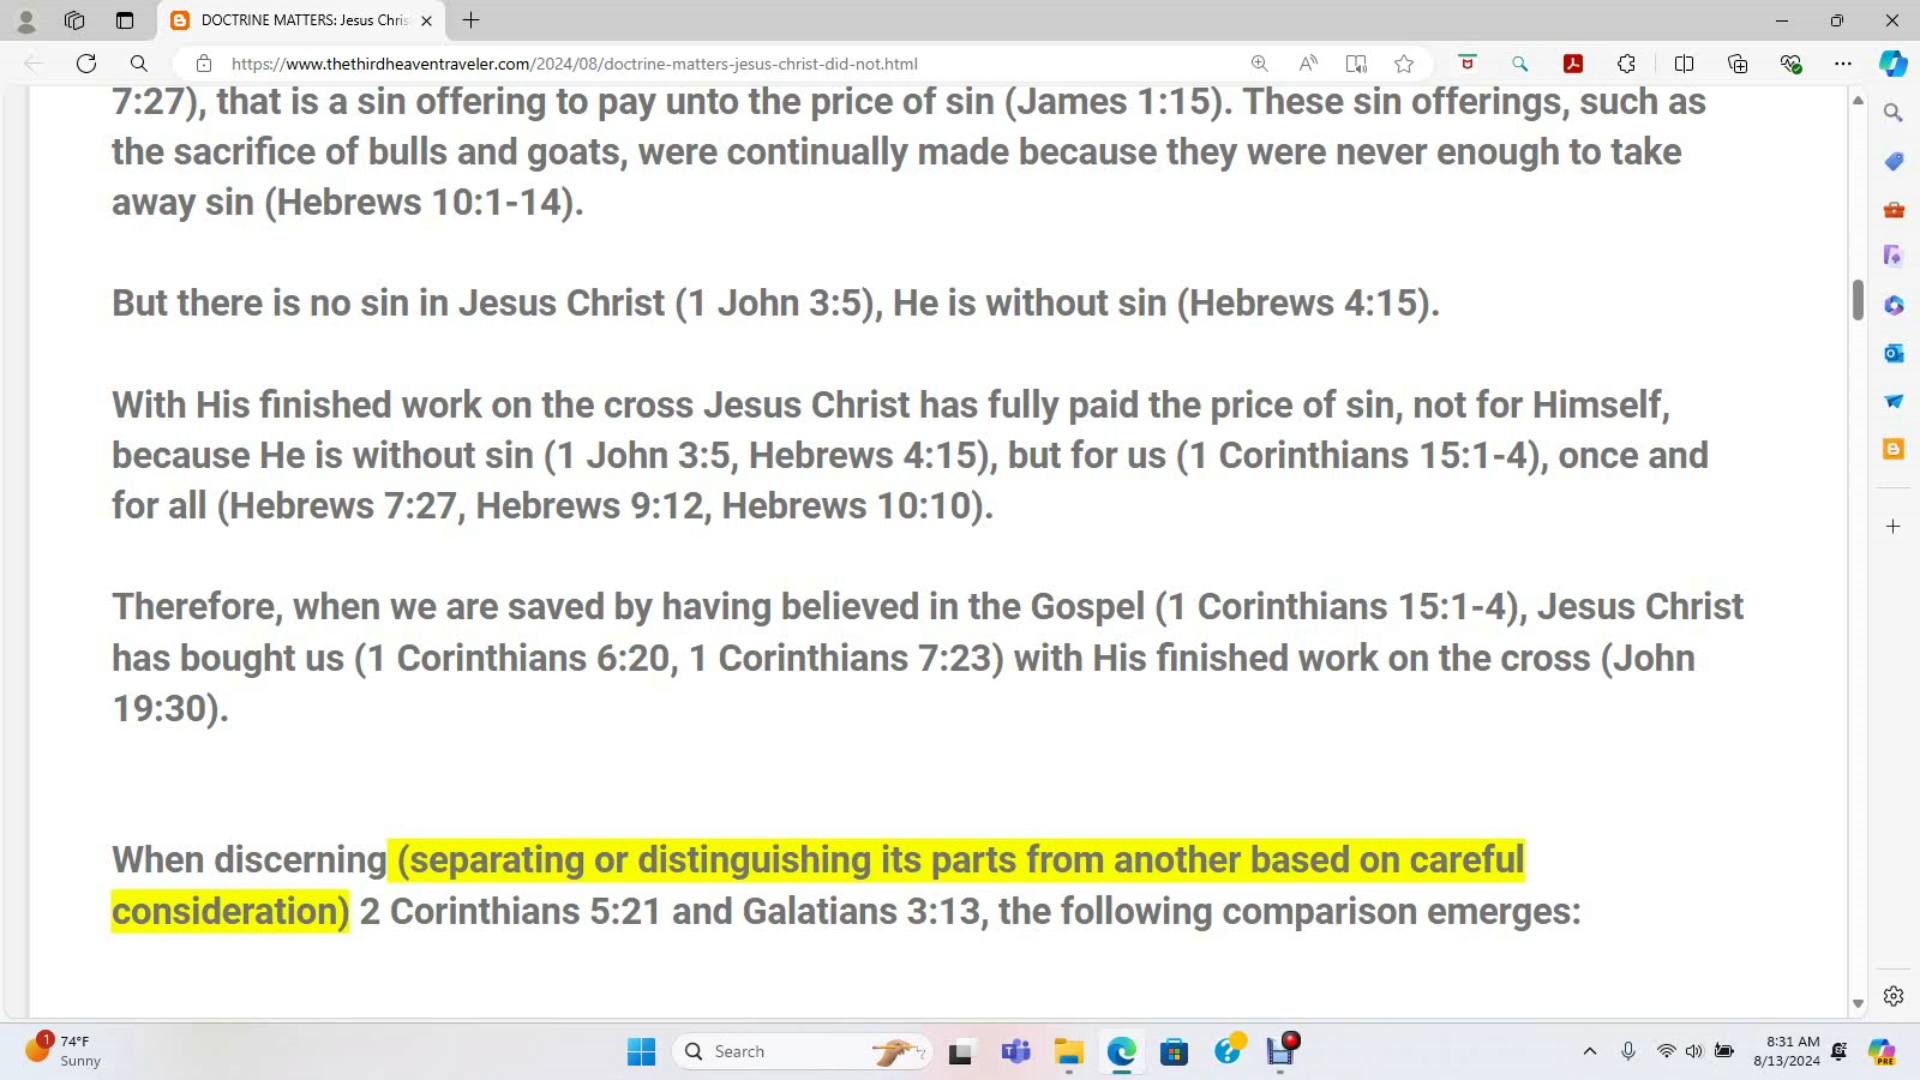 DOCTRINE MATTERS: Jesus Chris
https://www.thethirdheaventraveler.com/2024/08/doctrine-matters-jesus-christ-did-not.html
7:27), that is a sin offering to pay unto the price of sin (James 1:15). These sin offerings, such as
the sacrifice of bulls and goats, were continually made because they were never enough to take
away sin (Hebrews 10:1-14).
But there is no sin in Jesus Christ (1 John 3:5), He is without sin (Hebrews 4:15).
With His finished work on the cross Jesus Christ has fully paid the price of sin, not for Himself,
because He is without sin (1 John 3:5, Hebrews 4:15), but for us (1 Corinthians 15:1-4), once and
for all (Hebrews 7:27, Hebrews 9:12, Hebrews 10:10).
Therefore, when we are saved by having believed in the Gospel (1 Corinthians 15:1-4), Jesus Christ
has bought us (1 Corinthians 6:20, 1 Corinthians 7:23) with His finished work on the cross (John
19:30).
When discerning (separating or distinguishing its parts from another based on careful
consideration) 2 Corinthians 5:21 and Galatians 3:13, the following comparison emerges:
1
74°F
Sunny
Search
8:31 AM
8/13/2024
PRE